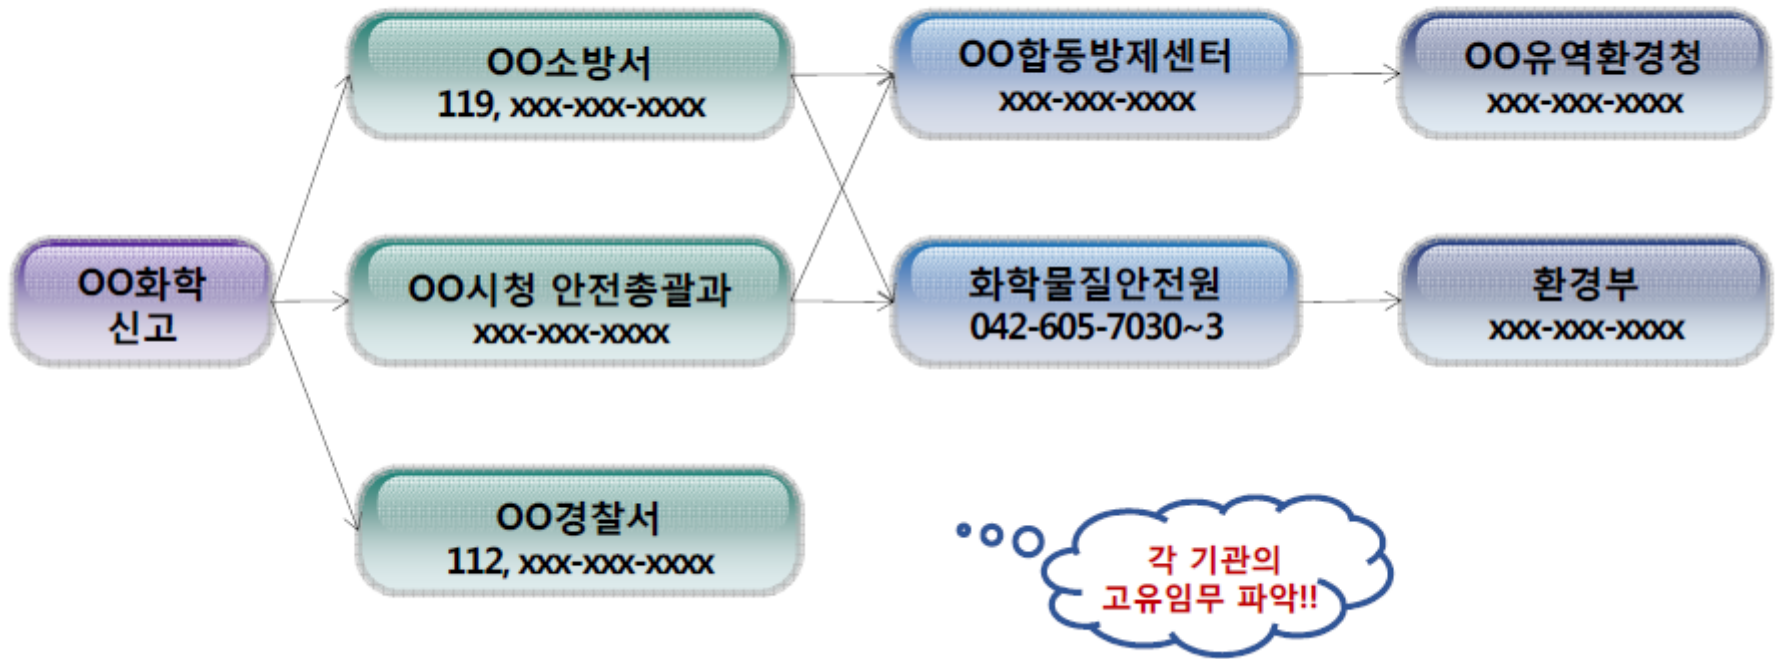 OO소방서
119, xxx-xxx-xxxx
OO합동방제센터
xxx-xxx-xxxx
OO유역환경청
xxx-xxx-xxxx
OO화학
신고
OO시청 안전총괄과
xxx-xxx-xxxx
화학물질안전원
042-605-7030~3
환경부
xxx-xxx-xxxx
OO경찰서
112, xxx-xxx-xxxx
각 기관의
고유임무 파악!!